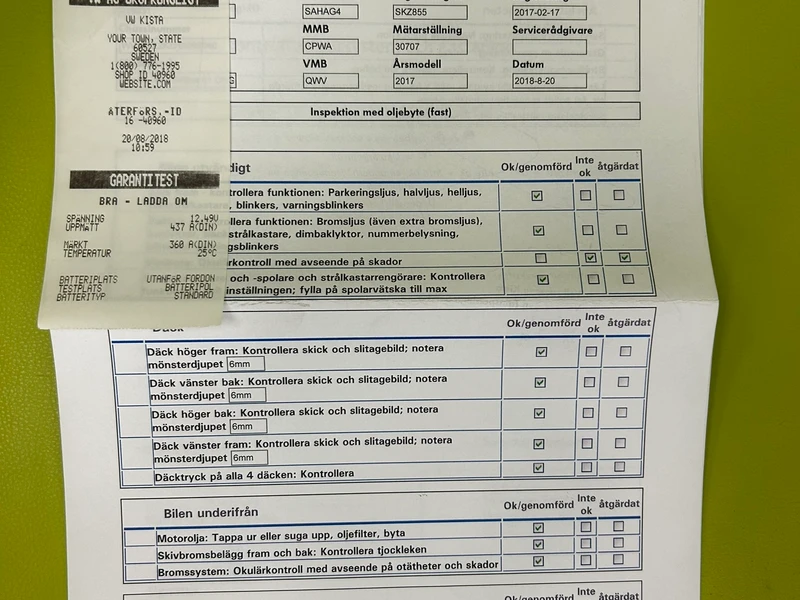 VW KISTA
YOUR TOWN, STATE
60527
SWEDEN
1(800) 776-1995
SHOP ID 40960
WEBSITE.COM
ÅTERFÖRS.-ID
16 -40960
20/08/2018
10:59
GARANTITEST
BRA - LADDA OM
SPÄNNING 12.49V
UPPMÄTT 437 A(DIN)
MÄRKT 360 A(DIN)
TEMPERATUR 25°C
BATTERIPLATS UTANFÖR FORDON
TESTPLATS BATTERIPOL
BATTERITYP STANDARD
SAHAG4 SKZ855 2017-02-17
MMB Mätarställning Servicerådgivare
CPWA 30707
VMB Årsmodell Datum
QWV 2017 2018-8-20
Inspektion med oljebyte (fast)
digt Ok/genomförd Inte ok åtgärdat
trollera funktionen: Parkeringsljus, halvljus, helljus,
, blinkers, varningsblinkers
llera funktionen: Bromsljus (även extra bromsljus),
strålkastare, dimbaklyktor, nummerbelysning,
gsblinkers
rkontroll med avseende på skador
och -spolare och strålkastarrengörare: Kontrollera
inställningen; fylla på spolarvätska till max
Däck Ok/genomförd Inte ok åtgärdat
Däck höger fram: Kontrollera skick och slitagebild; notera
mönsterdjupet 6mm
Däck vänster bak: Kontrollera skick och slitagebild; notera
mönsterdjupet 6mm
Däck höger bak: Kontrollera skick och slitagebild; notera
mönsterdjupet 6mm
Däck vänster fram: Kontrollera skick och slitagebild; notera
mönsterdjupet 6mm
Däcktryck på alla 4 däcken: Kontrollera
Bilen underifrån Ok/genomförd Inte ok åtgärdat
Motorolja: Tappa ur eller suga upp, oljefilter, byta
Skivbromsbelägg fram och bak: Kontrollera tjockleken
Bromssystem: Okulärkontroll med avseende på otätheter och skador
Ok/genomförd Inte åtgärdat